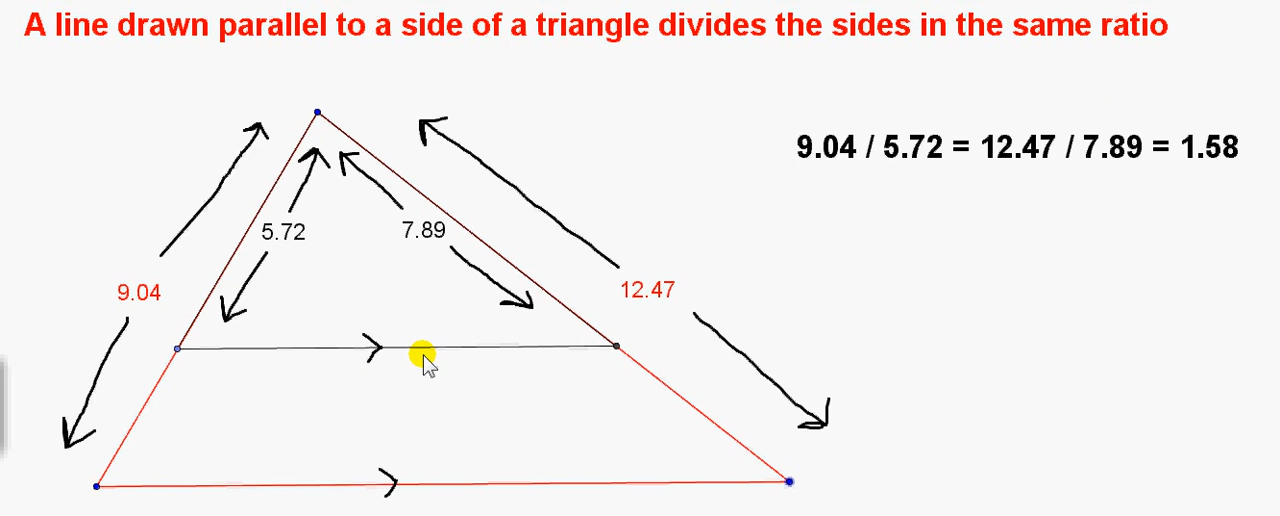 A line drawn parallel to a side of a triangle divides the sides in the same ratio
9.04 / 5.72 = 12.47 / 7.89 = 1.58
5.72
7.89
9.04
12.47